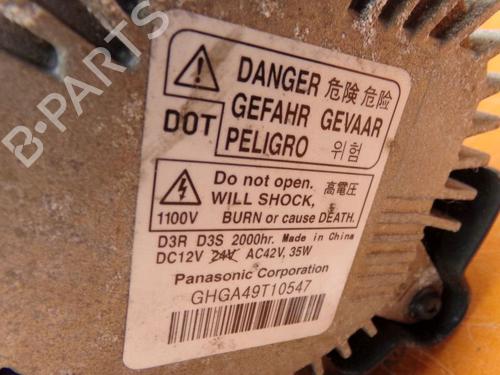 B-PARTS
DANGER 危険 危险
GEFAHR GEVAAR
DOT PELIGRO 위험
Do not open. 高電圧
WILL SHOCK,
1100V BURN or cause DEATH.
D3R D3S 2000hr. Made in China
DC12V 24V AC42V, 35W
Panasonic Corporation
GHGA49T10547